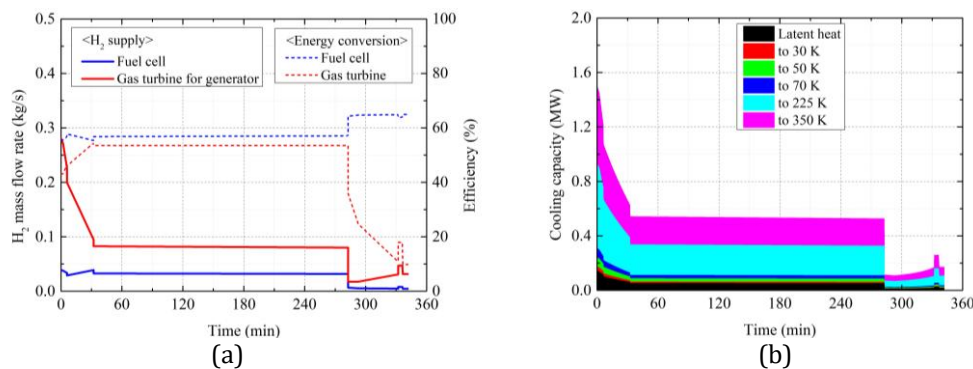 (a)
0.5
0.4
0.3
0.2
0.1
0.0
H2 mass flow rate (kg/s)
<H2 supply>
Fuel cell
Gas turbine for generator
<Energy conversion>
Fuel cell
Gas turbine
100
80
60
40
20
0
Efficiency (%)
0 60 120 180 240 300 360
Time (min)
(a)
(b)
2.0
1.6
1.2
0.8
0.4
0.0
Cooling capacity (MW)
Latent heat
to 30 K
to 50 K
to 70 K
to 225 K
to 350 K
0 60 120 180 240 300 360
Time (min)
(b)